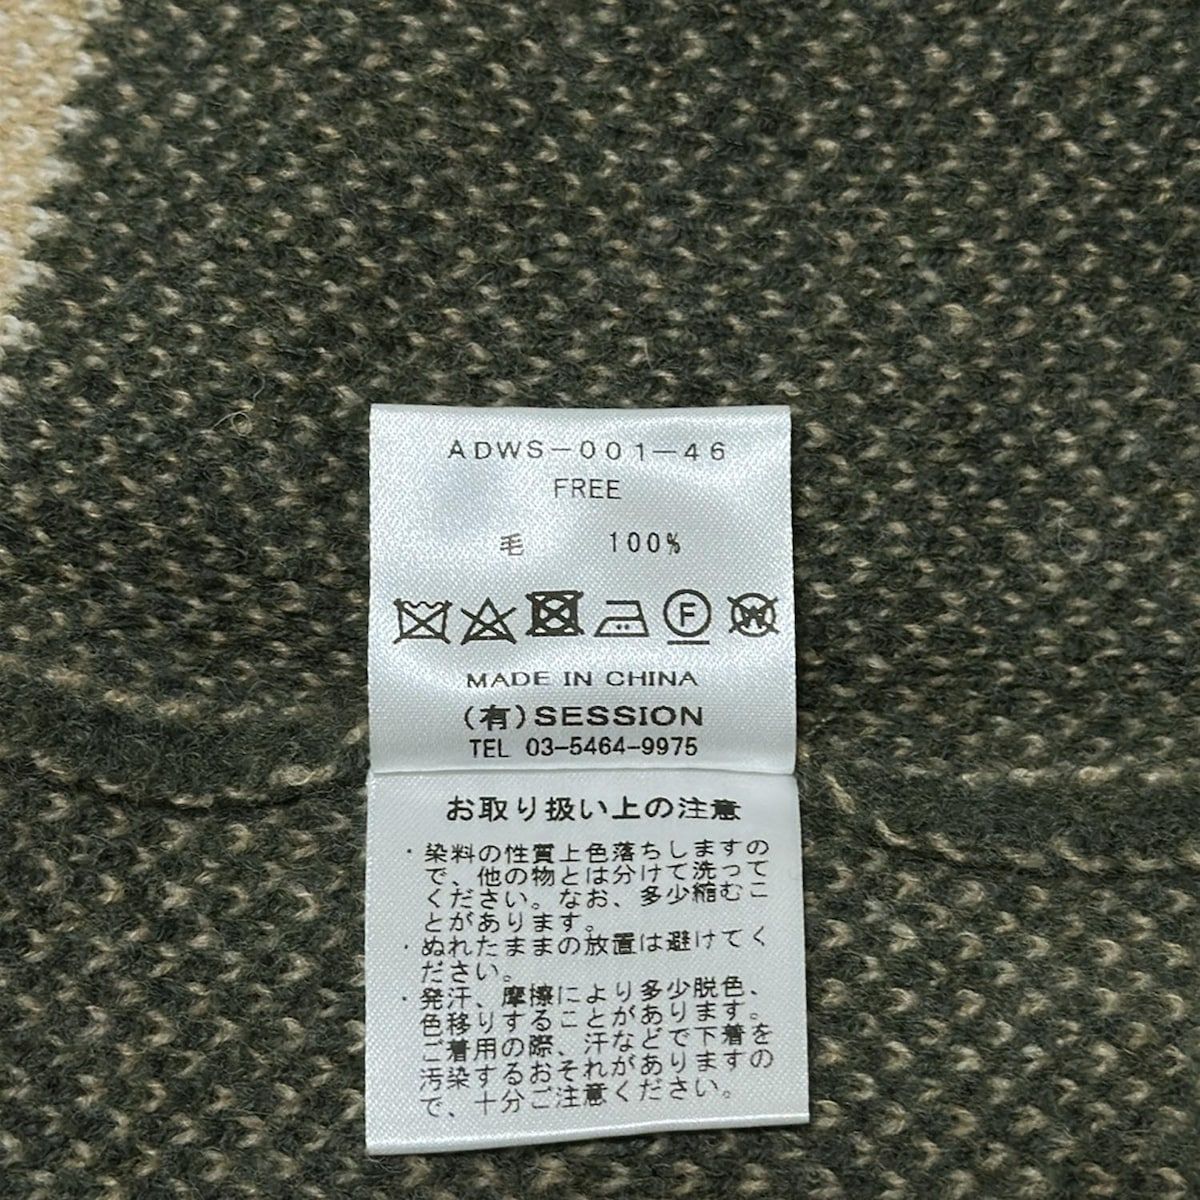 ADWS-001-46
FREE
毛 100%
F W
MADE IN CHINA
(有)SESSION
TEL 03-5464-9975
お取り扱い上の注意
・染料の性質上色落ちしますの
で、他の物とは分けて洗って
ください。なお、多少縮むこ
とがあります。
・ぬれたままの放置は避けてく
ださい。
・発汗、摩擦により多少脱色、
色移りすることがあります。
ご着用の際、汗などで下着を
汚染するおそれがありますの
で、十分ご注意ください。